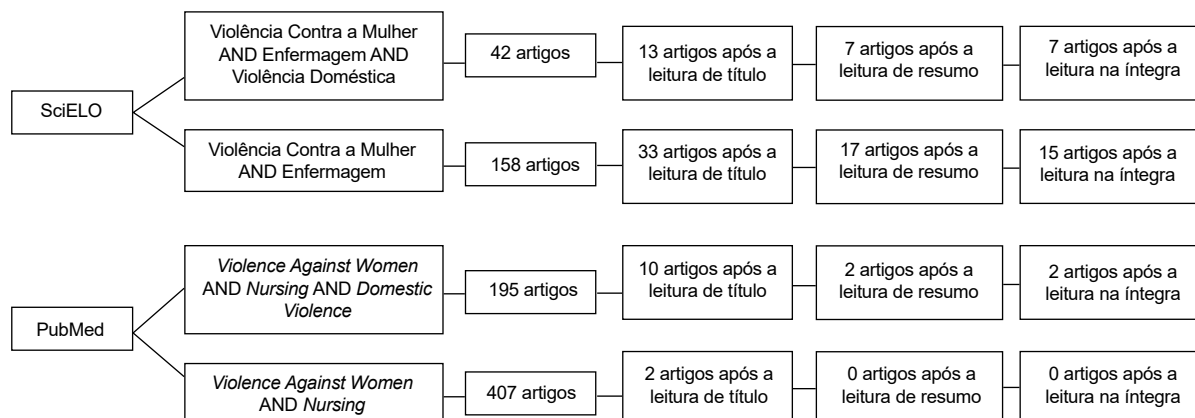 SciELO
Violência Contra a Mulher
AND Enfermagem AND
Violência Doméstica
42 artigos
13 artigos após a
leitura de título
7 artigos após a
leitura de resumo
7 artigos após a
leitura na íntegra
Violência Contra a Mulher
AND Enfermagem
158 artigos
33 artigos após a
leitura de título
17 artigos após a
leitura de resumo
15 artigos após a
leitura na íntegra
PubMed
Violence Against Women
AND Nursing AND Domestic
Violence
195 artigos
10 artigos após a
leitura de título
2 artigos após a
leitura de resumo
2 artigos após a
leitura na íntegra
Violence Against Women
AND Nursing
407 artigos
2 artigos após a
leitura de título
0 artigos após a
leitura de resumo
0 artigos após a
leitura na íntegra